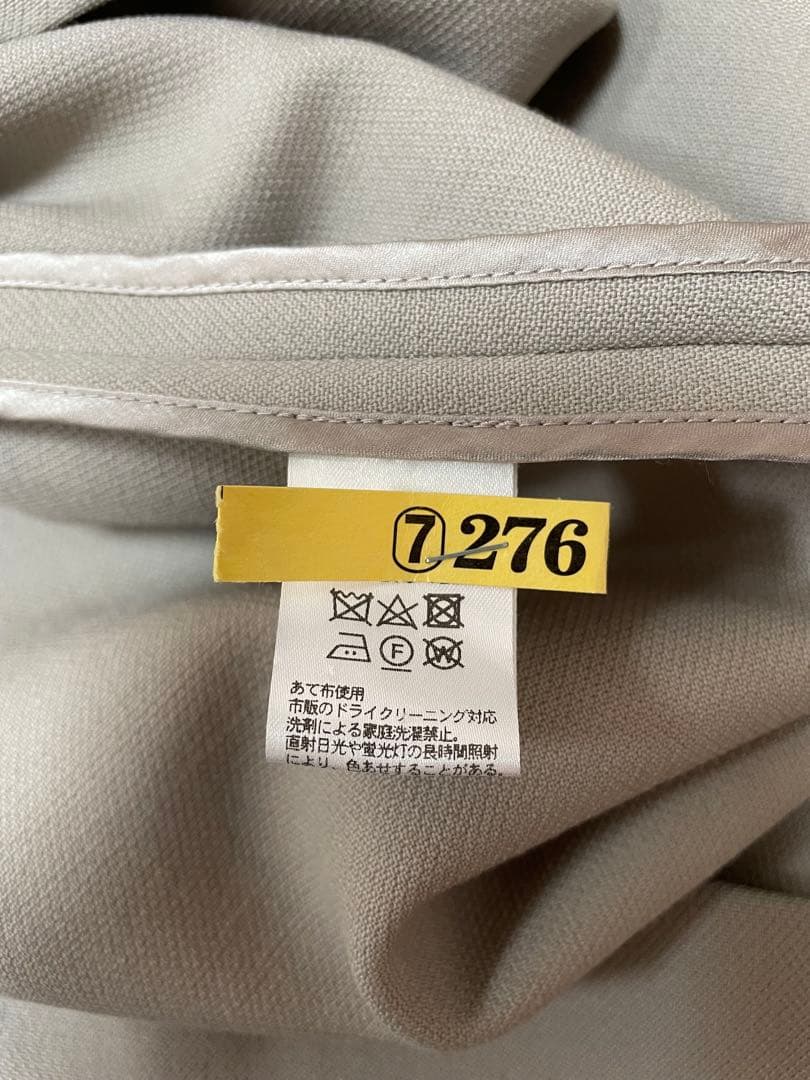 ⑦276
F
W
あて布使用
市販のドライクリーニング対応
洗剤による家庭洗濯禁止。
直射日光や蛍光灯の長時間照射
により、色あせすることがある。